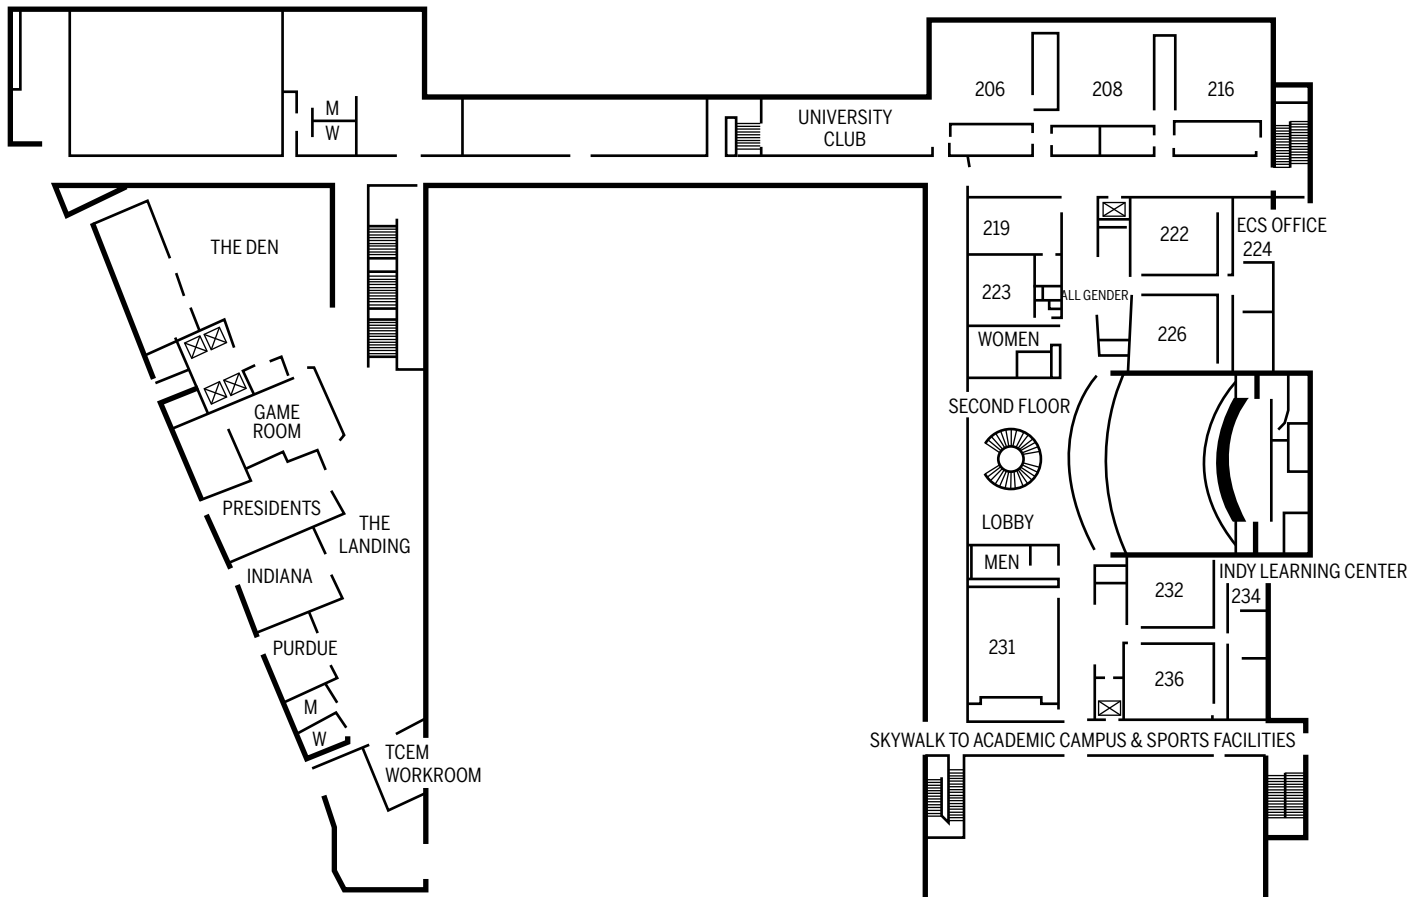 M
W
UNIVERSITY
CLUB
206
208
216
THE DEN
219
222
ECS OFFICE
224
223
ALL GENDER
WOMEN
226
GAME
ROOM
SECOND FLOOR
PRESIDENTS
THE
LANDING
LOBBY
INDIANA
MEN
INDY LEARNING CENTER
232
234
PURDUE
231
236
M
W
TCEM
WORKROOM
SKYWALK TO ACADEMIC CAMPUS & SPORTS FACILITIES